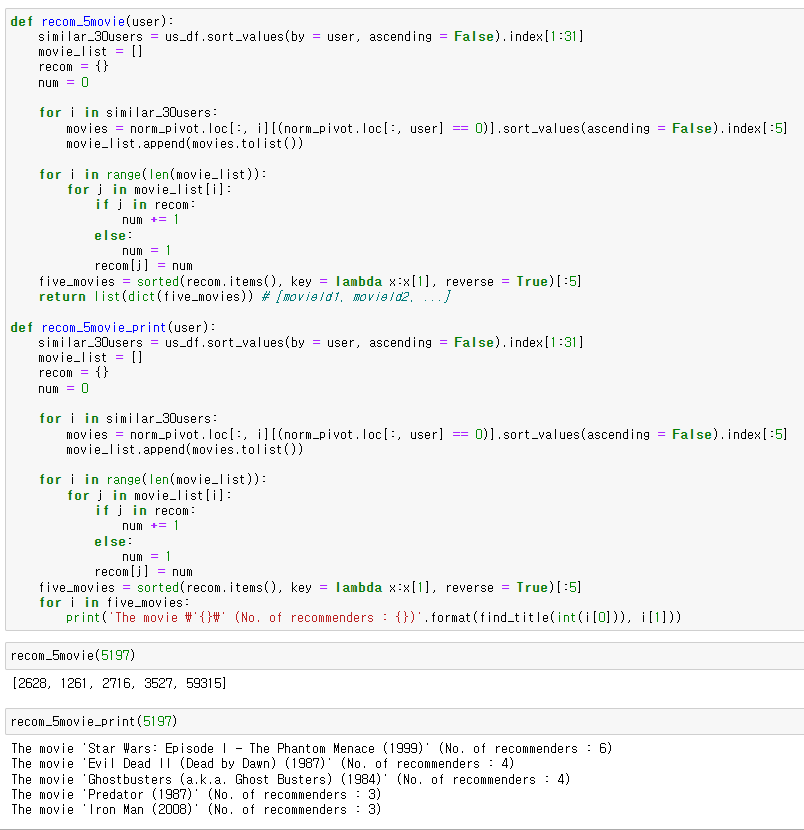 def recom_5movie(user):
    similar_30users = us_df.sort_values(by = user, ascending = False).index[1:31]
    movie_list = []
    recom = {}
    num = 0

    for i in similar_30users:
        movies = norm_pivot.loc[:, i][(norm_pivot.loc[:, user] == 0)].sort_values(ascending = False).index[:5]
        movie_list.append(movies.tolist())

    for i in range(len(movie_list)):
        for j in movie_list[i]:
            if j in recom:
                num += 1
            else:
                num = 1
            recom[j] = num
    five_movies = sorted(recom.items(), key = lambda x:x[1], reverse = True)[:5]
    return list(dict(five_movies)) # [movieId1, movieId2, ...]

def recom_5movie_print(user):
    similar_30users = us_df.sort_values(by = user, ascending = False).index[1:31]
    movie_list = []
    recom = {}
    num = 0

    for i in similar_30users:
        movies = norm_pivot.loc[:, i][(norm_pivot.loc[:, user] == 0)].sort_values(ascending = False).index[:5]
        movie_list.append(movies.tolist())

    for i in range(len(movie_list)):
        for j in movie_list[i]:
            if j in recom:
                num += 1
            else:
                num = 1
            recom[j] = num
    five_movies = sorted(recom.items(), key = lambda x:x[1], reverse = True)[:5]
    for i in five_movies:
        print('The movie ₩'{}₩' (No. of recommenders : {})'.format(find_title(int(i[0])), i[1]))
recom_5movie(5197)
[2628, 1261, 2716, 3527, 59315]
recom_5movie_print(5197)
The movie 'Star Wars: Episode I - The Phantom Menace (1999)' (No. of recommenders : 6)
The movie 'Evil Dead II (Dead by Dawn) (1987)' (No. of recommenders : 4)
The movie 'Ghostbusters (a.k.a. Ghost Busters) (1984)' (No. of recommenders : 4)
The movie 'Predator (1987)' (No. of recommenders : 3)
The movie 'Iron Man (2008)' (No. of recommenders : 3)